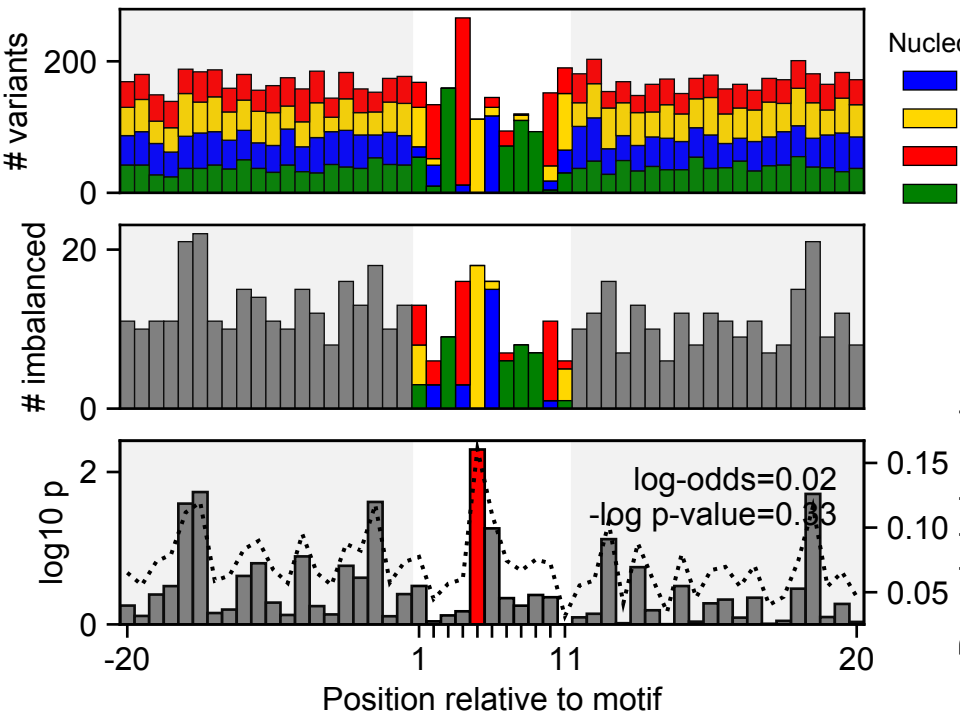 # variants
200
0
Nuclec
# imbalanced
20
0
log10 p
2
0
log-odds=0.02
-log p-value=0.33
0.15
0.10
0.05
-20
1
11
20
Position relative to motif